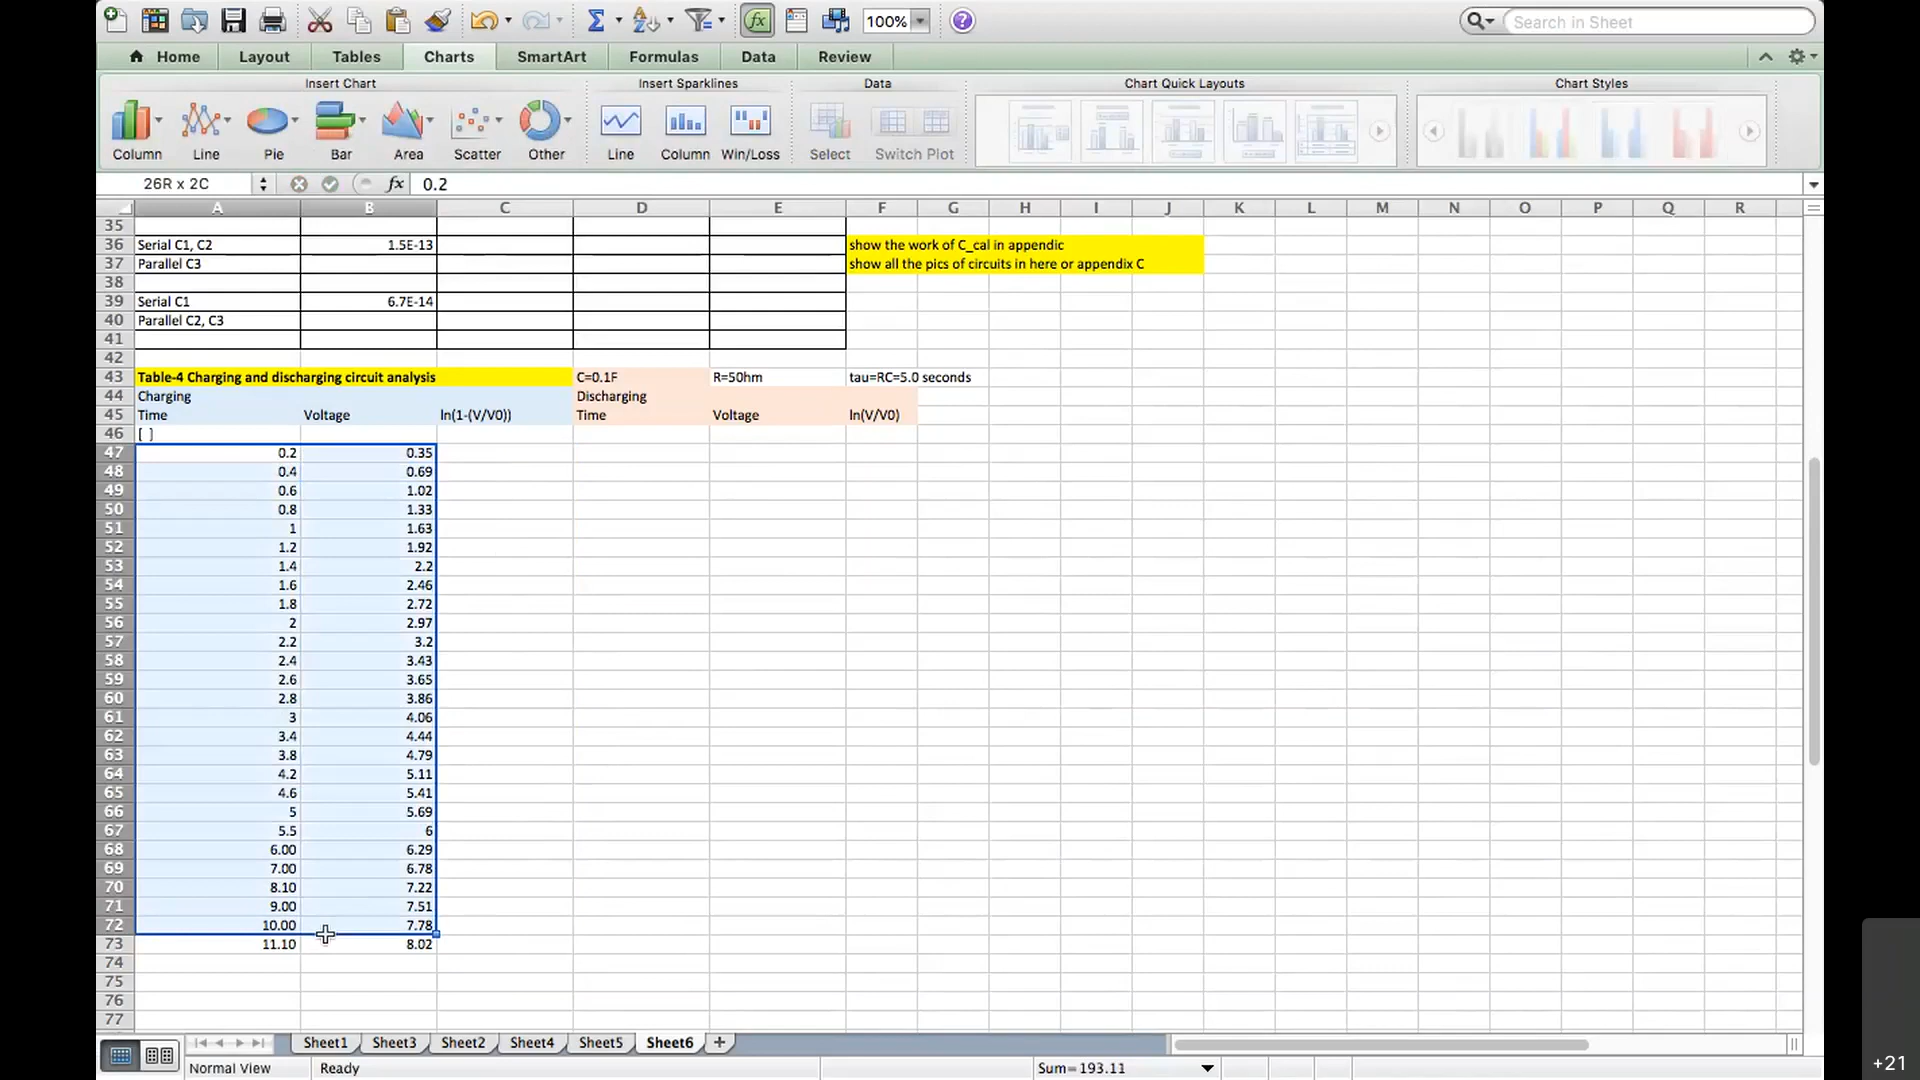 100%
Search in Sheet
Home Layout Tables Charts SmartArt Formulas Data Review
Insert Chart Insert Sparklines Data Chart Quick Layouts Chart Styles
Column Line Pie Bar Area Scatter Other Line Column Win/Loss Select Switch Plot
26R x 2C fx 0.2
A B C D E F G H I J K L M N O P Q R
35
36 Serial C1, C2 1.5E-13 show the work of C_cal in appendic
37 Parallel C3 show all the pics of circuits in here or appendix C
38
39 Serial C1 6.7E-14
40 Parallel C2, C3
41
42
43 Table-4 Charging and discharging circuit analysis C=0.1F R=50hm tau=RC=5.0 seconds
44 Charging Discharging
45 Time Voltage ln(1-(V/V0)) Time Voltage ln(V/V0)
46 [ ]
47 0.2 0.35
48 0.4 0.69
49 0.6 1.02
50 0.8 1.33
51 1 1.63
52 1.2 1.92
53 1.4 2.2
54 1.6 2.46
55 1.8 2.72
56 2 2.97
57 2.2 3.2
58 2.4 3.43
59 2.6 3.65
60 2.8 3.86
61 3 4.06
62 3.4 4.44
63 3.8 4.79
64 4.2 5.11
65 4.6 5.41
66 5 5.69
67 5.5 6
68 6.00 6.29
69 7.00 6.78
70 8.10 7.22
71 9.00 7.51
72 10.00 7.78
73 11.10 8.02
74
75
76
77
Sheet1 Sheet3 Sheet2 Sheet4 Sheet5 Sheet6 +
Normal View Ready Sum=193.11
+21